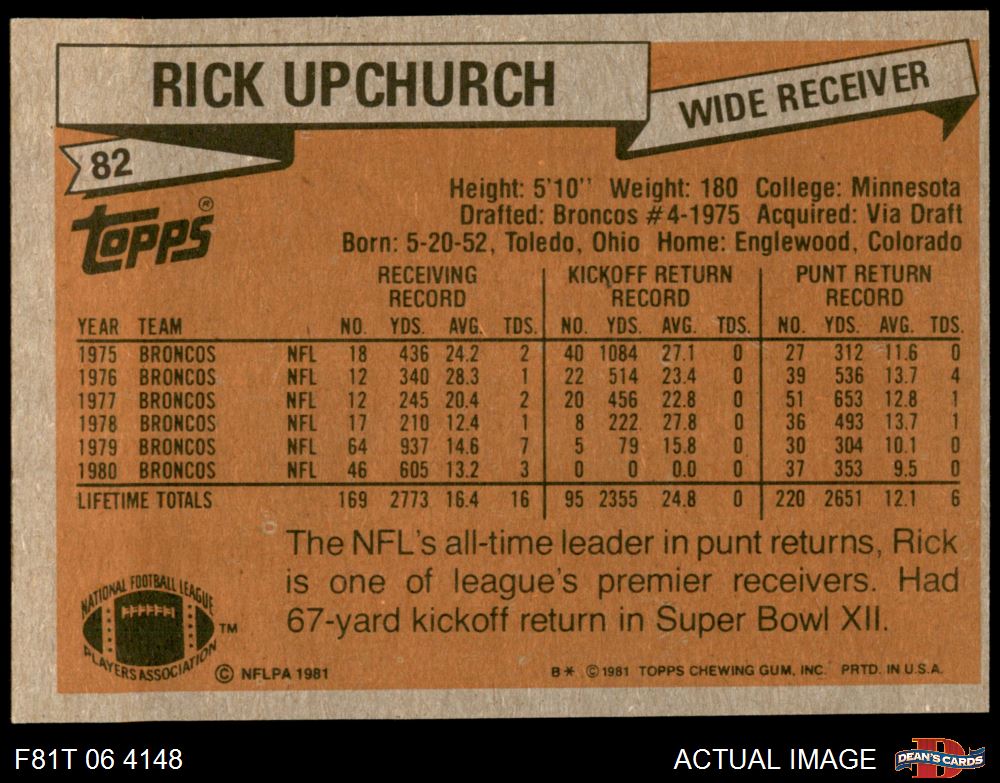 RICK UPCHURCH
WIDE RECEIVER
82
Topps®
Height: 5'10" Weight: 180 College: Minnesota
Drafted: Broncos #4-1975 Acquired: Via Draft
Born: 5-20-52, Toledo, Ohio Home: Englewood, Colorado
RECEIVING RECORD KICKOFF RETURN RECORD PUNT RETURN RECORD
YEAR TEAM NO. YDS. AVG. TDS. NO. YDS. AVG. TDS. NO. YDS. AVG. TDS.
1975 BRONCOS NFL 18 436 24.2 2 40 1084 27.1 0 27 312 11.6 0
1976 BRONCOS NFL 12 340 28.3 1 22 514 23.4 0 39 536 13.7 4
1977 BRONCOS NFL 12 245 20.4 2 20 456 22.8 0 51 653 12.8 1
1978 BRONCOS NFL 17 210 12.4 1 8 222 27.8 0 36 493 13.7 1
1979 BRONCOS NFL 64 937 14.6 7 5 79 15.8 0 30 304 10.1 0
1980 BRONCOS NFL 46 605 13.2 3 0 0 0.0 0 37 353 9.5 0
LIFETIME TOTALS 169 2773 16.4 16 95 2355 24.8 0 220 2651 12.1 6
The NFL's all-time leader in punt returns, Rick
is one of league's premier receivers. Had
67-yard kickoff return in Super Bowl XII.
NATIONAL FOOTBALL LEAGUE
PLAYERS ASSOCIATION
TM
© NFLPA 1981
B* © 1981 TOPPS CHEWING GUM, INC. PRTD. IN U.S.A.
F81T 06 4148
ACTUAL IMAGE
D
DEAN'S CARDS